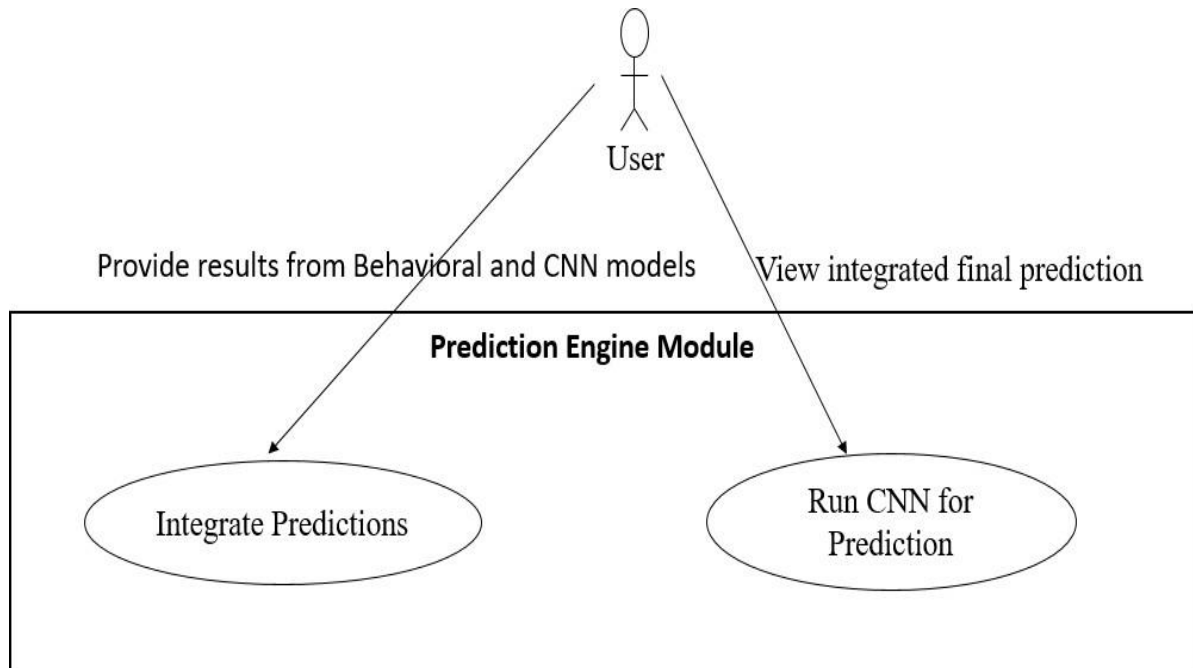 User
Provide results from Behavioral and CNN models
View integrated final prediction
Prediction Engine Module
Integrate Predictions
Run CNN for
Prediction